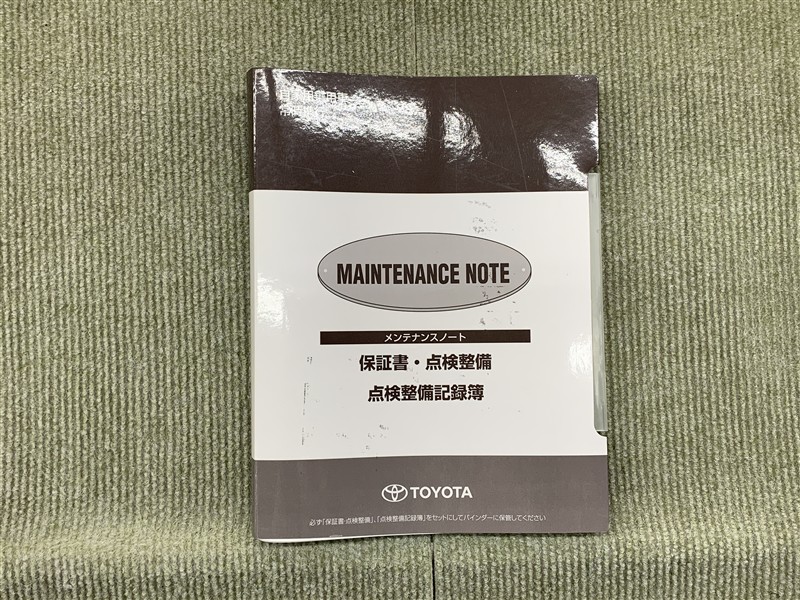 MAINTENANCE NOTE
メンテナンスノート
保証書・点検整備
点検整備記録簿
TOYOTA
必ず「保証書・点検整備」、「点検整備記録簿」をセットにしてバインダーに保管してください